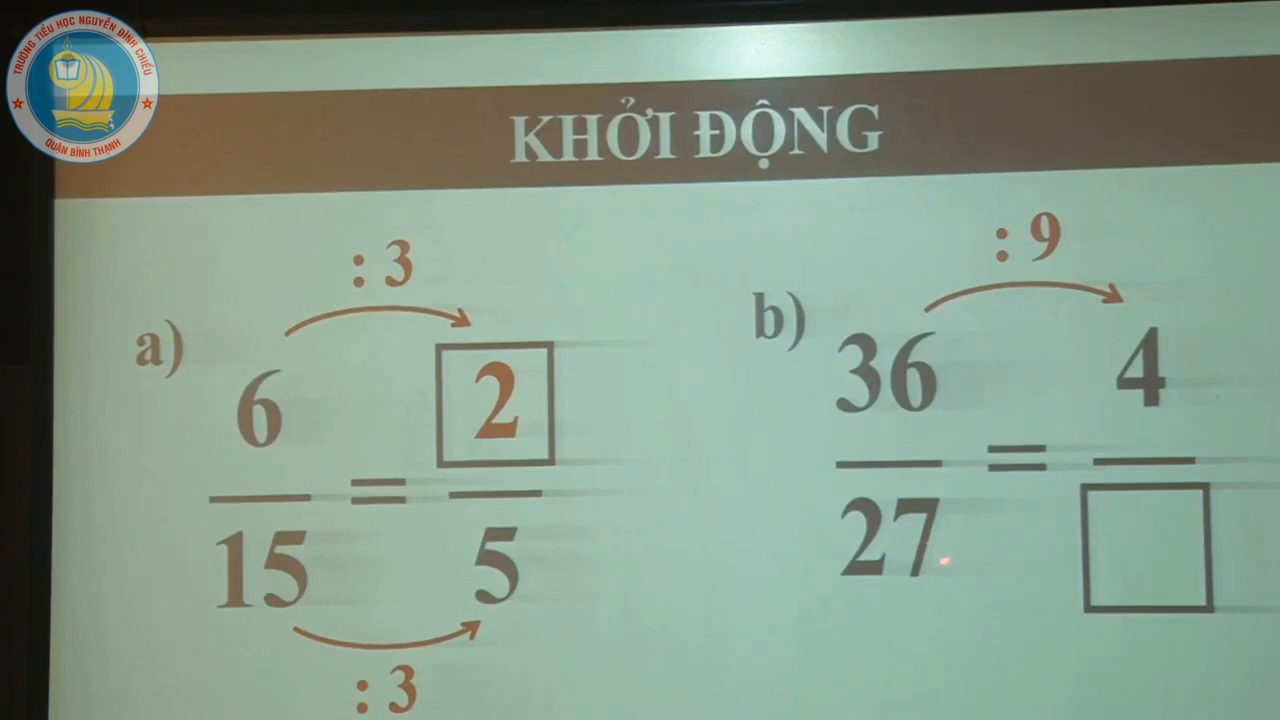 TRƯỜNG TIỂU HỌC NGUYỄN ĐÌNH CHIỂU
QUẬN BÌNH THẠNH
KHỞI ĐỘNG
a)
: 3
6
2
=
15
5
: 3
b)
: 9
36
4
=
27